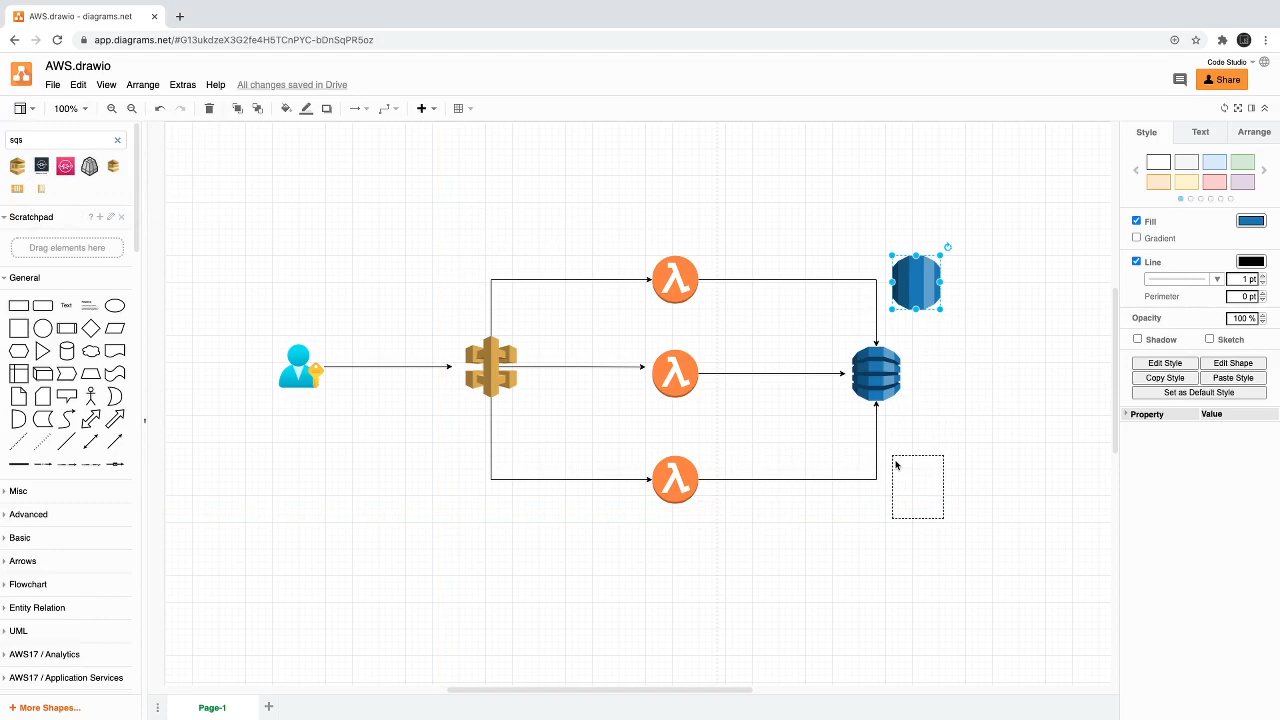 AWS.drawio - diagrams.net
app.diagrams.net/#G13ukdzeX3G2fe4H5TCnPYC-bDnSqPR5oz
AWS.drawio
Code Studio
File Edit View Arrange Extras Help All changes saved in Drive
Share
100%
sqs
Style Text Arrange
Scratchpad
Drag elements here
General
Text
Fill
Gradient
Line
1 pt
Perimeter 0 pt
Opacity 100 %
Shadow Sketch
Edit Style Edit Shape
Copy Style Paste Style
Set as Default Style
Property Value
Misc
Advanced
Basic
Arrows
Flowchart
Entity Relation
UML
AWS17 / Analytics
AWS17 / Application Services
+ More Shapes...
Page-1